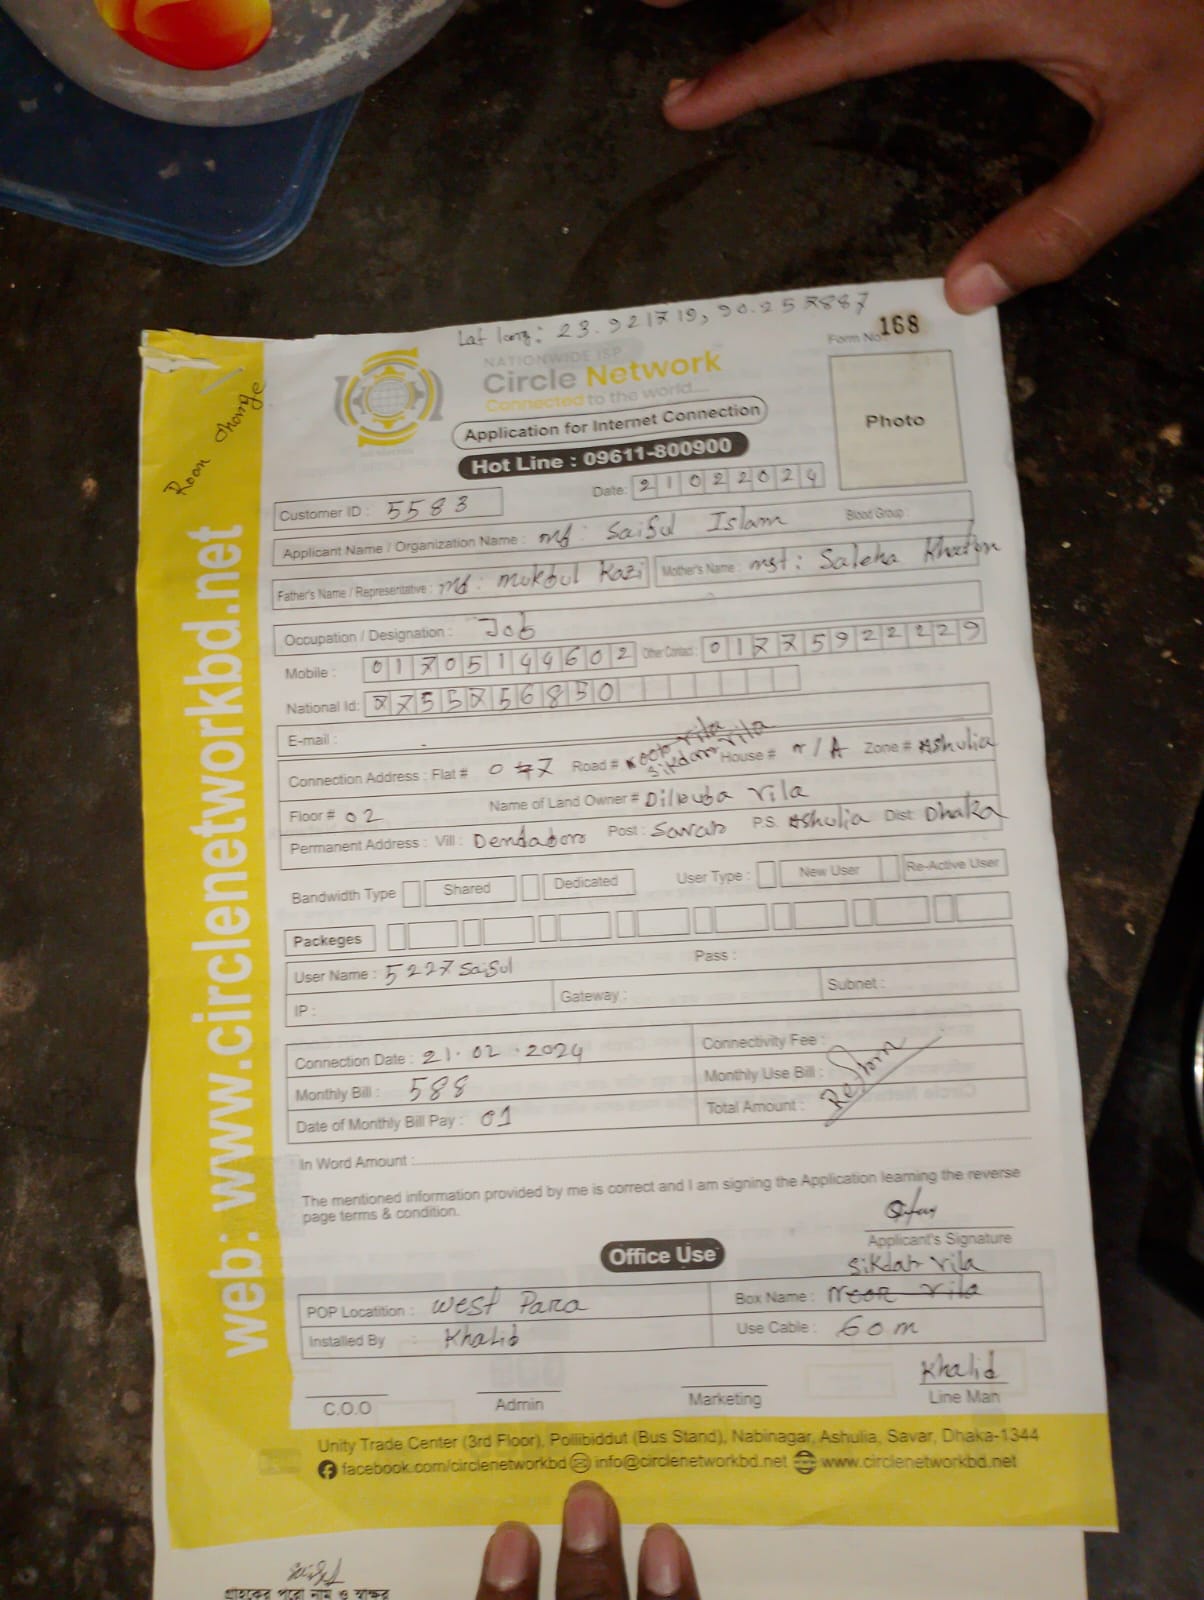 Lat long: 23.921719, 90.257887
NATIONWIDE ISP
Circle Network
Connected to the world....
Form No 168
Application for Internet Connection
Photo
Hot Line : 09611-800900
Room Change
web: www.circlenetworkbd.net
Customer ID : 5583
Date: 21022024
Applicant Name / Organization Name : Md: Saiful Islam Blood Group :
Father's Name / Representative : Md: Mukbul Kazi Mother's Name : Mst: Saleha Khaton
Occupation / Designation : Job
Mobile : 01705144602 Other Contact : 01775922229
National Id: 7755756850
E-mail : -
Vila
Connection Address : Flat # 07 Road # Sikdar Vila House # n/A Zone # Ashulia
Floor # 02 Name of Land Owner # Dilruba Vila
Permanent Address : Vill : Dendabor Post : Savar P.S. Ashulia Dist: Dhaka
Bandwidth Type Shared Dedicated User Type : New User Re-Active User
Packeges
User Name : 5227Saiful Pass :
IP : Gateway : Subnet :
Connection Date : 21.02.2024 Connectivity Fee :
Monthly Bill : 588 Monthly Use Bill :
Date of Monthly Bill Pay : 01 Total Amount :
In Word Amount :
The mentioned information provided by me is correct and I am signing the Application learning the reverse
page terms & condition.
Applicant's Signature
Office Use
Sikdar Vila
POP Locatition : West Para Box Name : Noor Vila
Installed By : Khalid Use Cable : 60m
Khalid
C.O.O Admin Marketing Line Man
Unity Trade Center (3rd Floor), Pollibiddut (Bus Stand), Nabinagar, Ashulia, Savar, Dhaka-1344
facebook.com/circlenetworkbd info@circlenetworkbd.net www.circlenetworkbd.net
গ্রাহকের পুরো নাম ও স্বাক্ষর